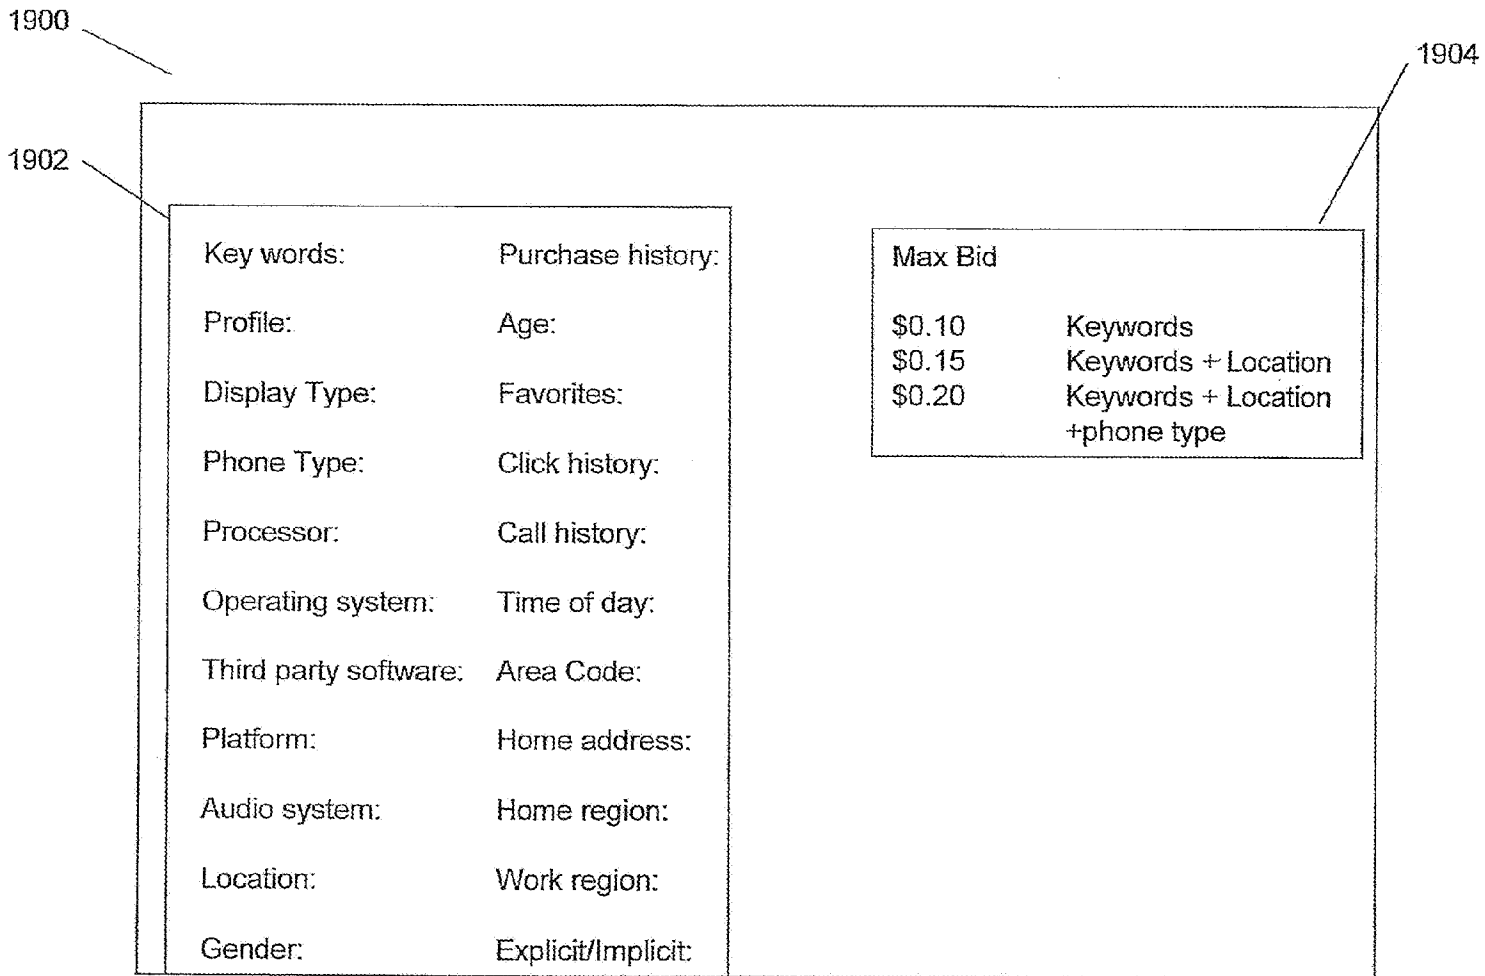 1900
1904
1902
Key words: Purchase history:
Profile: Age:
Display Type: Favorites:
Phone Type: Click history:
Processor: Call history:
Operating system: Time of day:
Third party software: Area Code:
Platform: Home address:
Audio system: Home region:
Location: Work region:
Gender: Explicit/Implicit:
Max Bid
$0.10 Keywords
$0.15 Keywords + Location
$0.20 Keywords + Location
+phone type